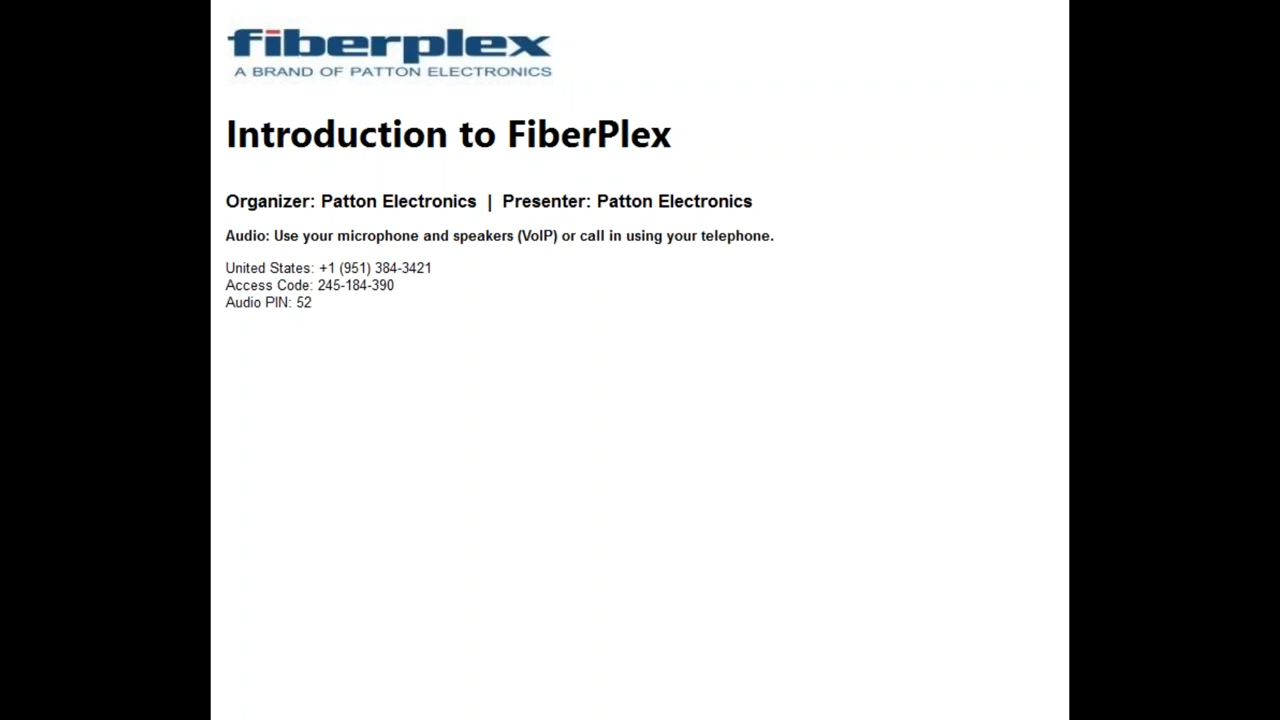 fiberplex
A BRAND OF PATTON ELECTRONICS
Introduction to FiberPlex
Organizer: Patton Electronics | Presenter: Patton Electronics
Audio: Use your microphone and speakers (VoIP) or call in using your telephone.
United States: +1 (951) 384-3421
Access Code: 245-184-390
Audio PIN: 52